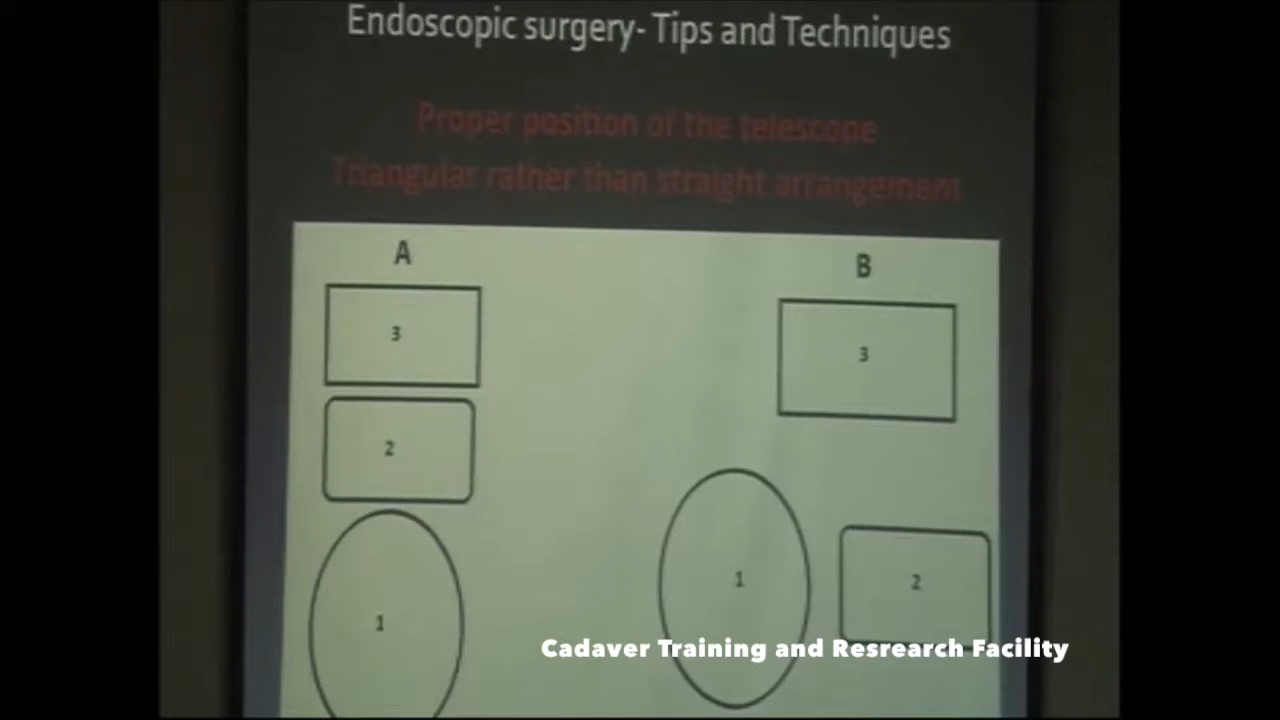 Endoscopic surgery- Tips and Techniques
Proper position of the telescope
Triangular rather than straight arrangement
A
B
3
3
2
1
1
2
Cadaver Training and Resrearch Facility